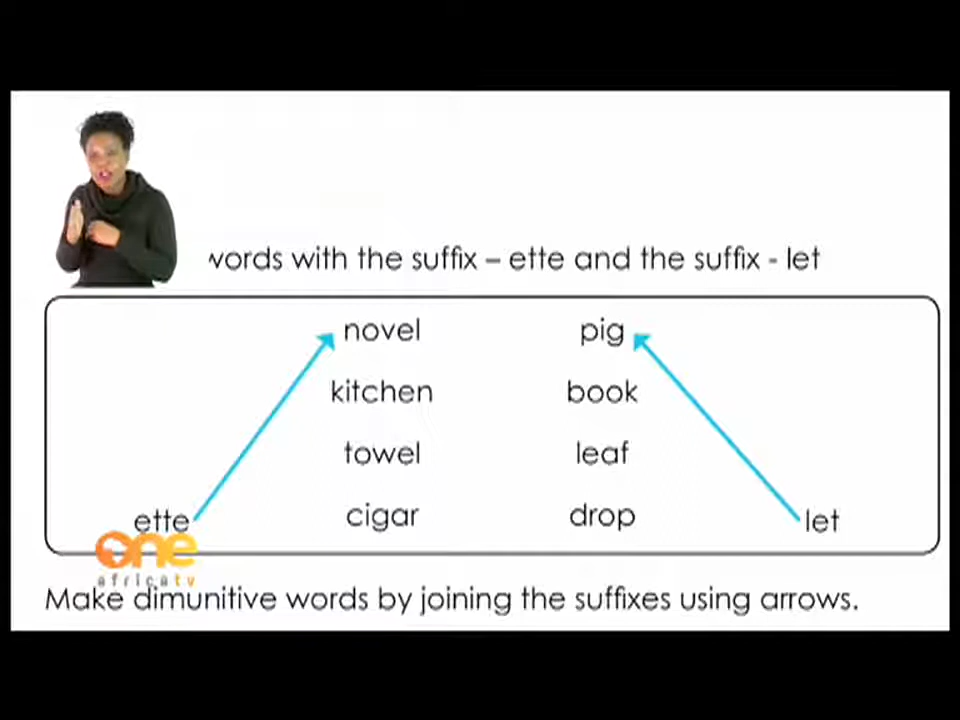 words with the suffix – ette and the suffix - let
novel pig
kitchen book
towel leaf
cigar drop
ette let
one
africa tv
Make dimunitive words by joining the suffixes using arrows.